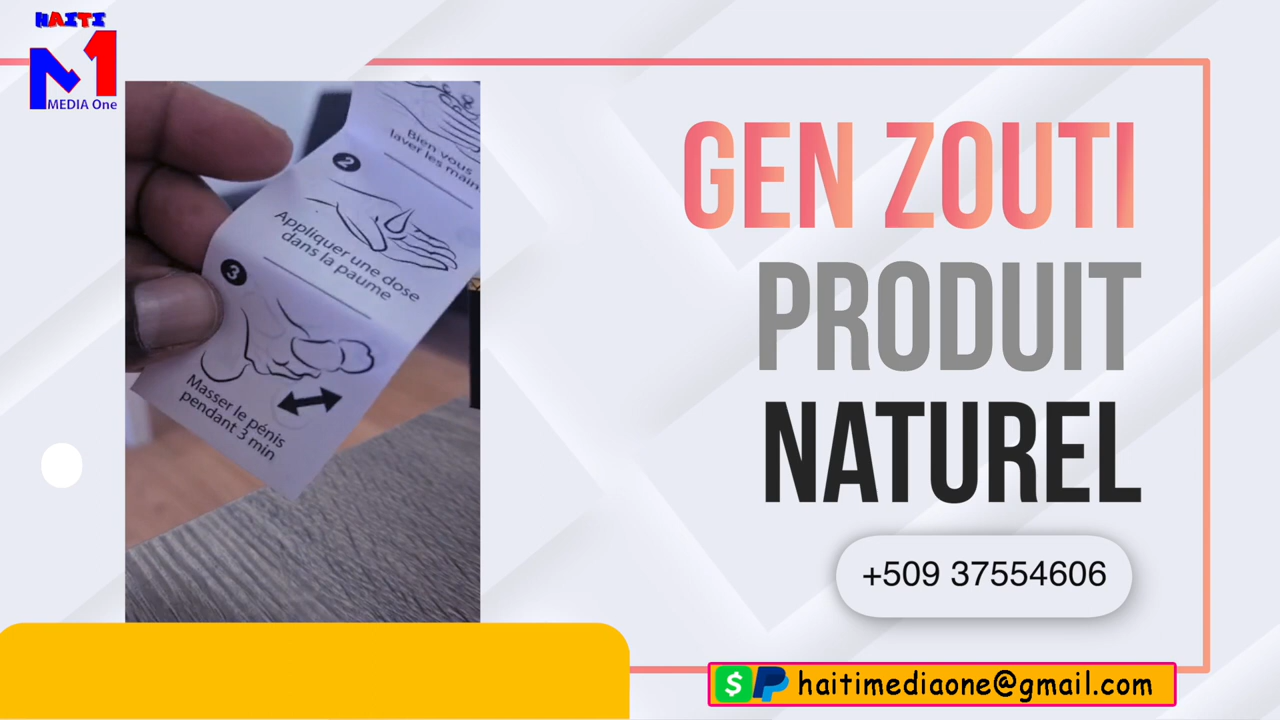 HAITI
M1
MEDIA One
Bien vous
laver les main
2
Appliquer une dose
dans la paume
3
Masser le pénis
pendant 3 min
GEN ZOUTI
PRODUIT
NATUREL
+509 37554606
$ P haitimediaone@gmail.com